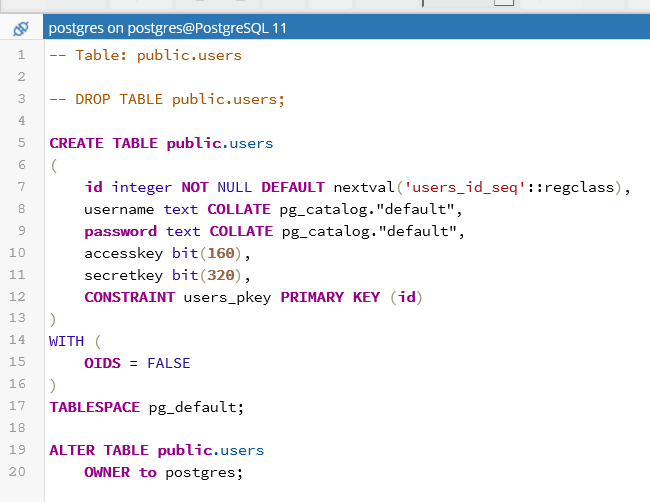 postgres on postgres@PostgreSQL 11
1 -- Table: public.users
2
3 -- DROP TABLE public.users;
4
5 CREATE TABLE public.users
6 (
7     id integer NOT NULL DEFAULT nextval('users_id_seq'::regclass),
8     username text COLLATE pg_catalog."default",
9     password text COLLATE pg_catalog."default",
10     accesskey bit(160),
11     secretkey bit(320),
12     CONSTRAINT users_pkey PRIMARY KEY (id)
13 )
14 WITH (
15     OIDS = FALSE
16 )
17 TABLESPACE pg_default;
18
19 ALTER TABLE public.users
20     OWNER to postgres;